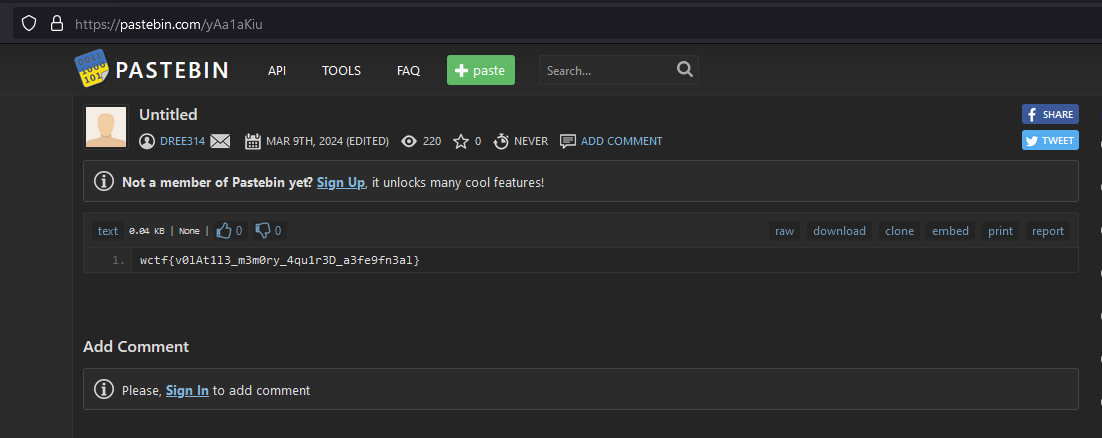 https://pastebin.com/yAa1aKiu
PASTEBIN API TOOLS FAQ + paste Search...
Untitled SHARE
DREE314 MAR 9TH, 2024 (EDITED) 220 0 NEVER ADD COMMENT TWEET
Not a member of Pastebin yet? Sign Up, it unlocks many cool features!
text 0.04 KB | None | 0 0 raw download clone embed print report
1. wctf{v0lAt1l3_m3m0ry_4qu1r3D_a3fe9fn3al}
Add Comment
Please, Sign In to add comment